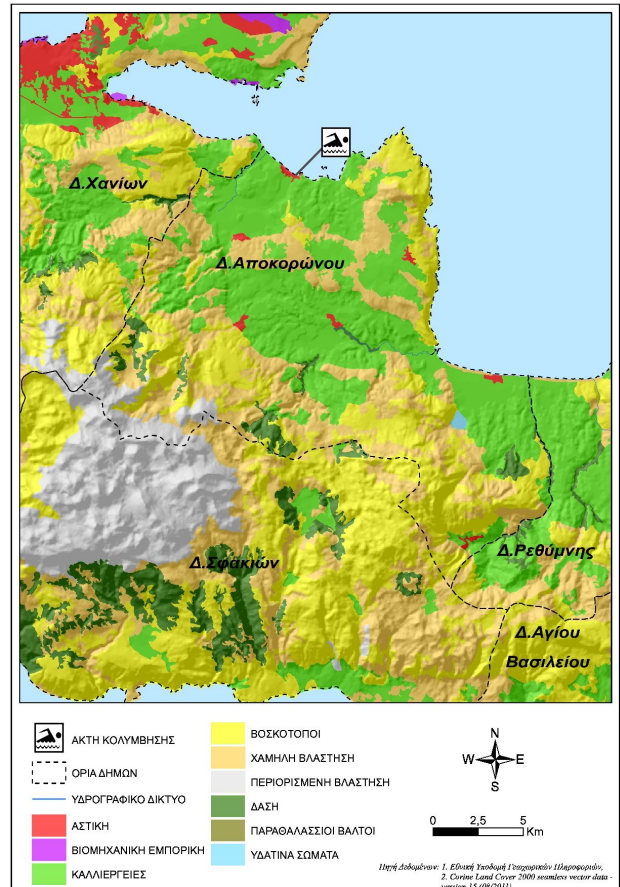 Δ.Χανίων
Δ.Αποκορώνου
Δ.Σφακιών
Δ.Ρεθύμνης
Δ.Αγίου
Βασιλείου
ΑΚΤΗ ΚΟΛΥΜΒΗΣΗΣ
ΟΡΙΑ ΔΗΜΩΝ
ΥΔΡΟΓΡΑΦΙΚΟ ΔΙΚΤΥΟ
ΑΣΤΙΚΗ
ΒΙΟΜΗΧΑΝΙΚΗ ΕΜΠΟΡΙΚΗ
ΚΑΛΛΙΕΡΓΕΙΕΣ
ΒΟΣΚΟΤΟΠΟΙ
ΧΑΜΗΛΗ ΒΛΑΣΤΗΣΗ
ΠΕΡΙΟΡΙΣΜΕΝΗ ΒΛΑΣΤΗΣΗ
ΔΑΣΗ
ΠΑΡΑΘΑΛΑΣΣΙΟΙ ΒΑΛΤΟΙ
ΥΔΑΤΙΝΑ ΣΩΜΑΤΑ
N
W E
S
0 2,5 5
Km
Πηγή Δεδομένων: 1. Εθνική Υποδομή Γεωχωρικών Πληροφοριών,
2. Corine Land Cover 2000 seamless vector data -
version 15 (08/2011)